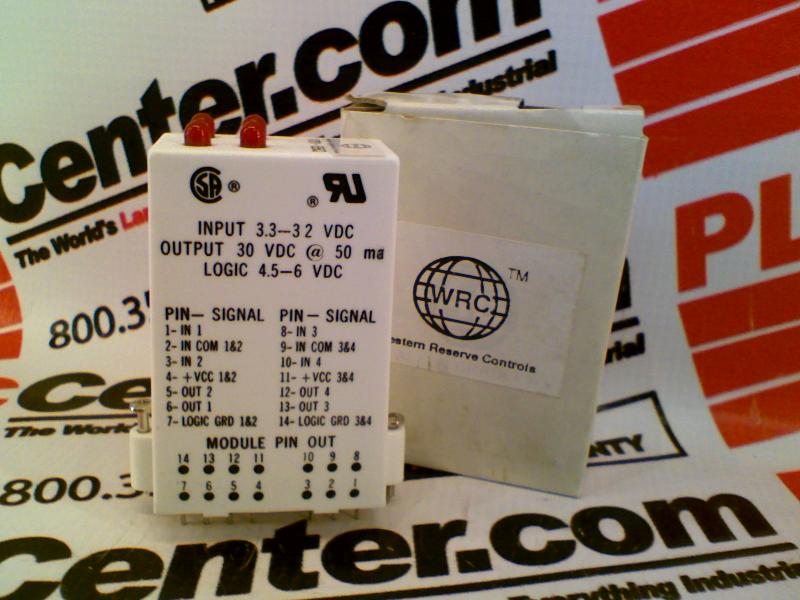 Center.com
The World's La
Industrial
800.3
PL
CSA ®
® UR
INPUT 3.3-32 VDC
OUTPUT 30 VDC @ 50 ma
LOGIC 4.5-6 VDC
PIN- SIGNAL PIN- SIGNAL
1- IN 1 8- IN 3
2- IN COM 1&2 9- IN COM 3&4
3- IN 2 10- IN 4
4- +VCC 1&2 11- +VCC 3&4
5- OUT 2 12- OUT 4
6- OUT 1 13- OUT 3
7- LOGIC GRD 1&2 14- LOGIC GRD 3&4
MODULE PIN OUT
14 13 12 11 10 9 8
7 6 5 4 3 2 1
WRC TM
estern Reserve Controls
Ce
The World
NTY
800.3
Center.com
Everything Industrial